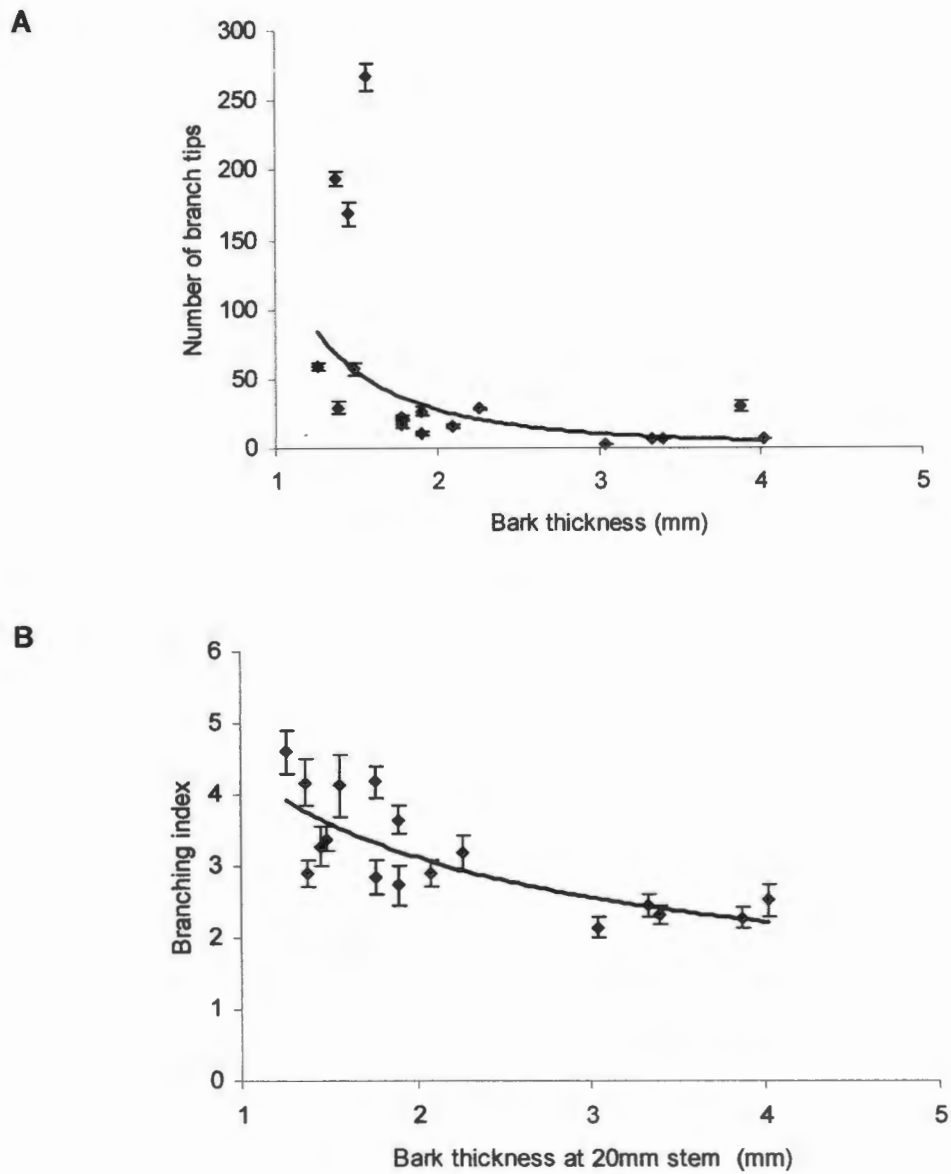 A
300
250
200
150
100
50
0
Number of branch tips
1 2 3 4 5
Bark thickness (mm)
B
6
5
4
3
2
1
0
Branching index
1 2 3 4 5
Bark thickness at 20mm stem (mm)